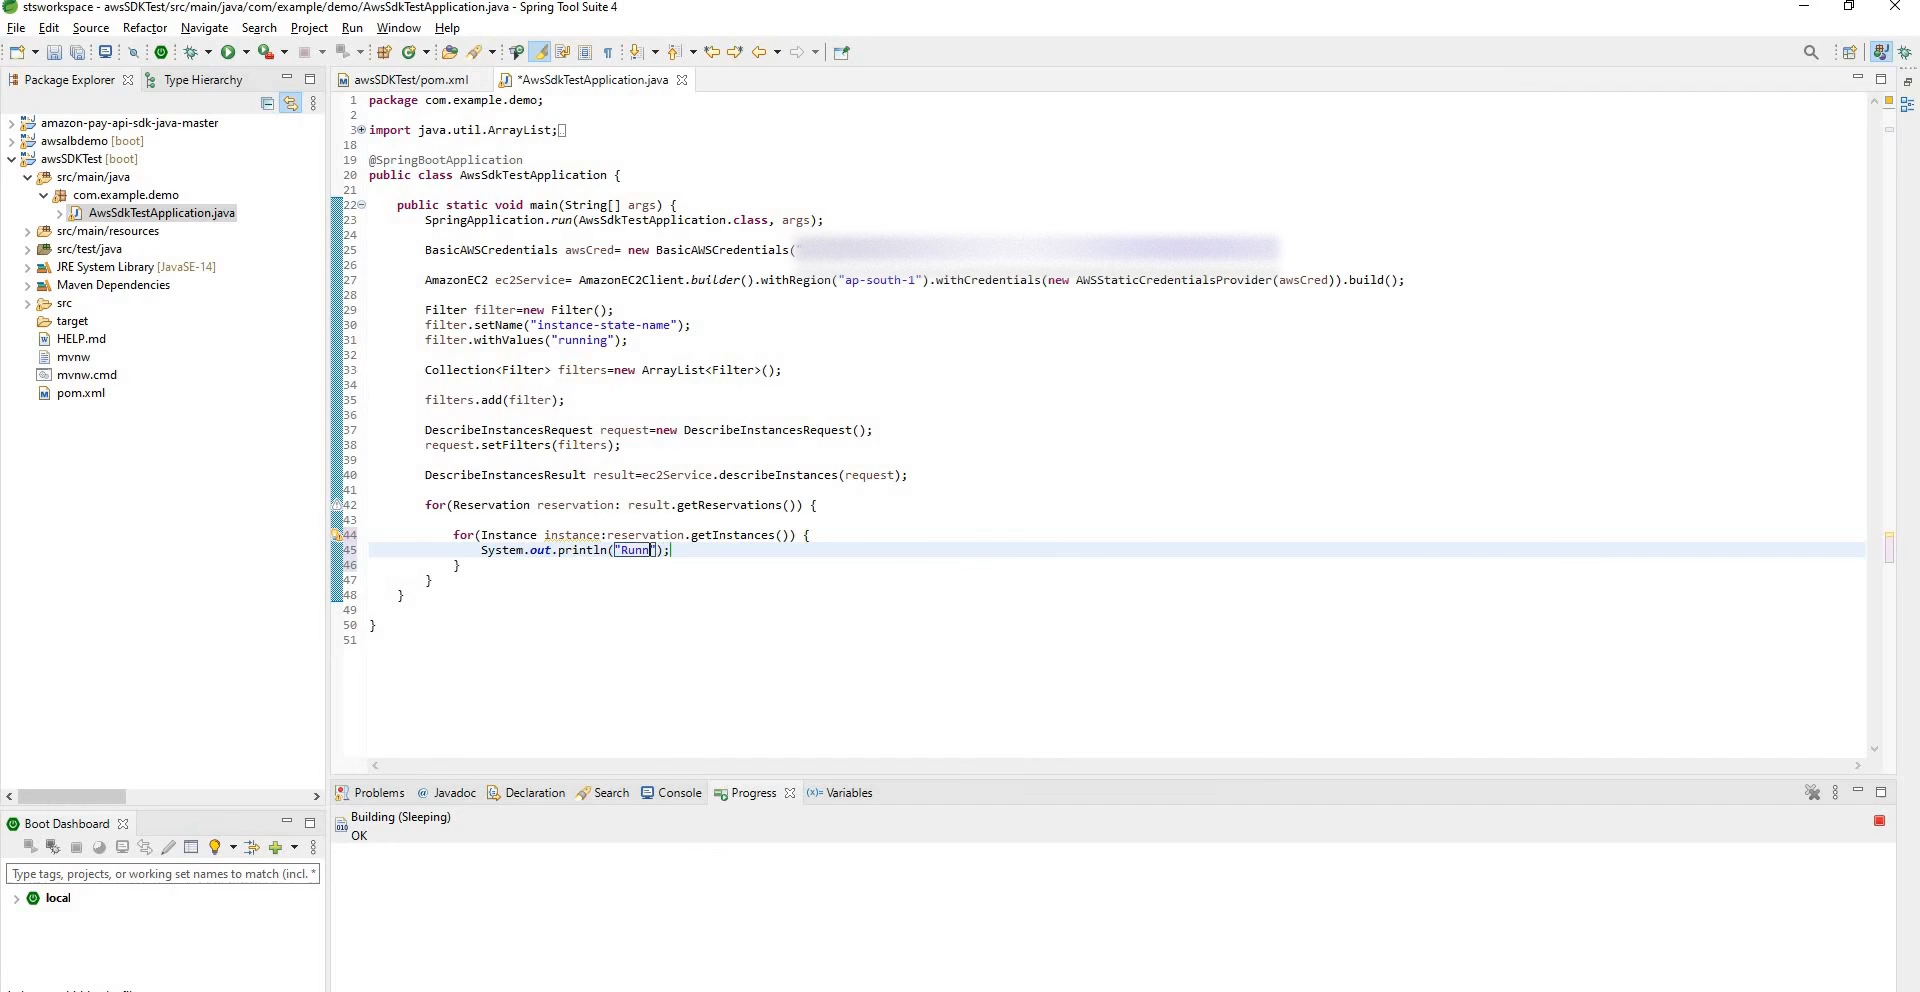 stsworkspace - awsSDKTest/src/main/java/com/example/demo/AwsSdkTestApplication.java - Spring Tool Suite 4
File Edit Source Refactor Navigate Search Project Run Window Help
Package Explorer Type Hierarchy
amazon-pay-api-sdk-java-master
awsalbdemo [boot]
awsSDKTest [boot]
src/main/java
com.example.demo
AwsSdkTestApplication.java
src/main/resources
src/test/java
JRE System Library [JavaSE-14]
Maven Dependencies
src
target
HELP.md
mvnw
mvnw.cmd
pom.xml
awsSDKTest/pom.xml *AwsSdkTestApplication.java
1 package com.example.demo;
2
3 import java.util.ArrayList;
18
19 @SpringBootApplication
20 public class AwsSdkTestApplication {
21
22 public static void main(String[] args) {
23 SpringApplication.run(AwsSdkTestApplication.class, args);
24
25 BasicAWSCredentials awsCred= new BasicAWSCredentials("
26
27 AmazonEC2 ec2Service= AmazonEC2Client.builder().withRegion("ap-south-1").withCredentials(new AWSStaticCredentialsProvider(awsCred)).build();
28
29 Filter filter=new Filter();
30 filter.setName("instance-state-name");
31 filter.withValues("running");
32
33 Collection<Filter> filters=new ArrayList<Filter>();
34
35 filters.add(filter);
36
37 DescribeInstancesRequest request=new DescribeInstancesRequest();
38 request.setFilters(filters);
39
40 DescribeInstancesResult result=ec2Service.describeInstances(request);
41
42 for(Reservation reservation: result.getReservations()) {
43
44 for(Instance instance:reservation.getInstances()) {
45 System.out.println("Runn");
46 }
47 }
48 }
49
50 }
51
Problems @ Javadoc Declaration Search Console Progress (x)= Variables
Building (Sleeping)
OK
Boot Dashboard
Type tags, projects, or working set names to match (incl. *
local